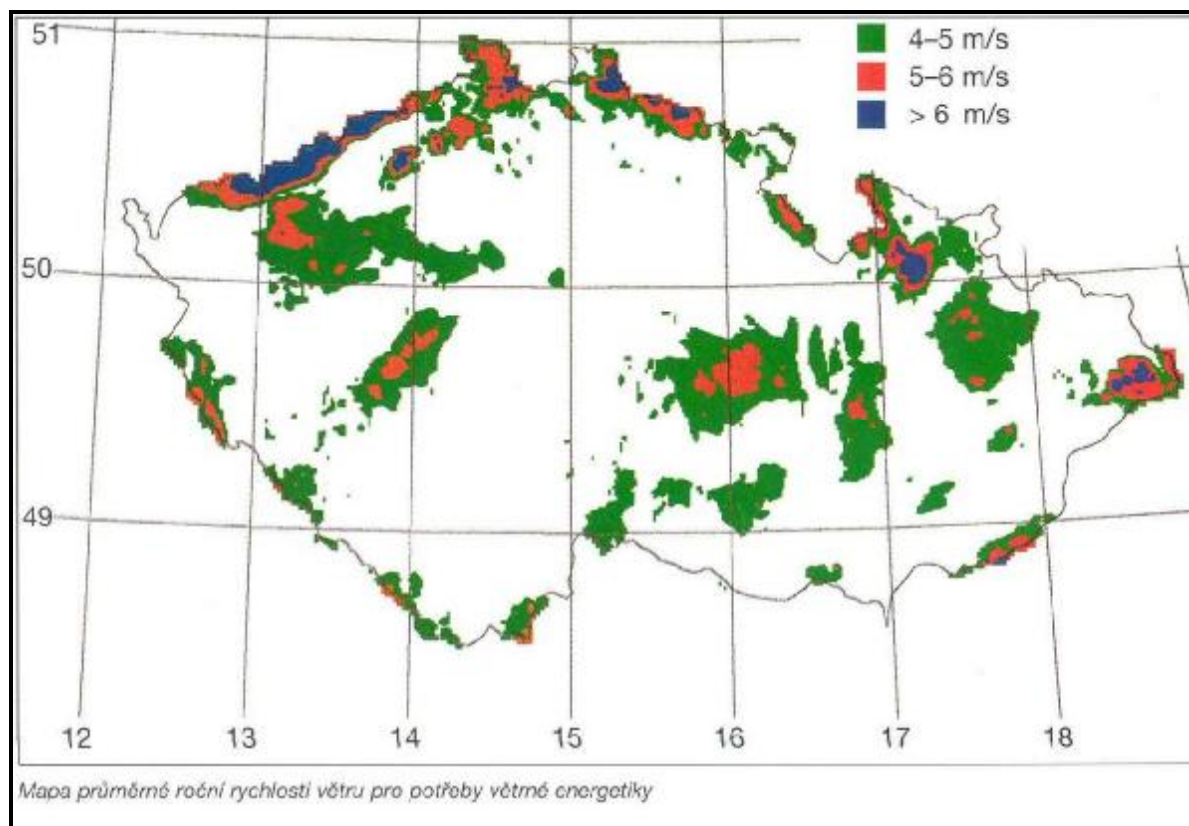 51
4–5 m/s
5–6 m/s
> 6 m/s
50
49
12 13 14 15 16 17 18
Mapa průměrné roční rychlosti větru pro potřeby větrné energetiky